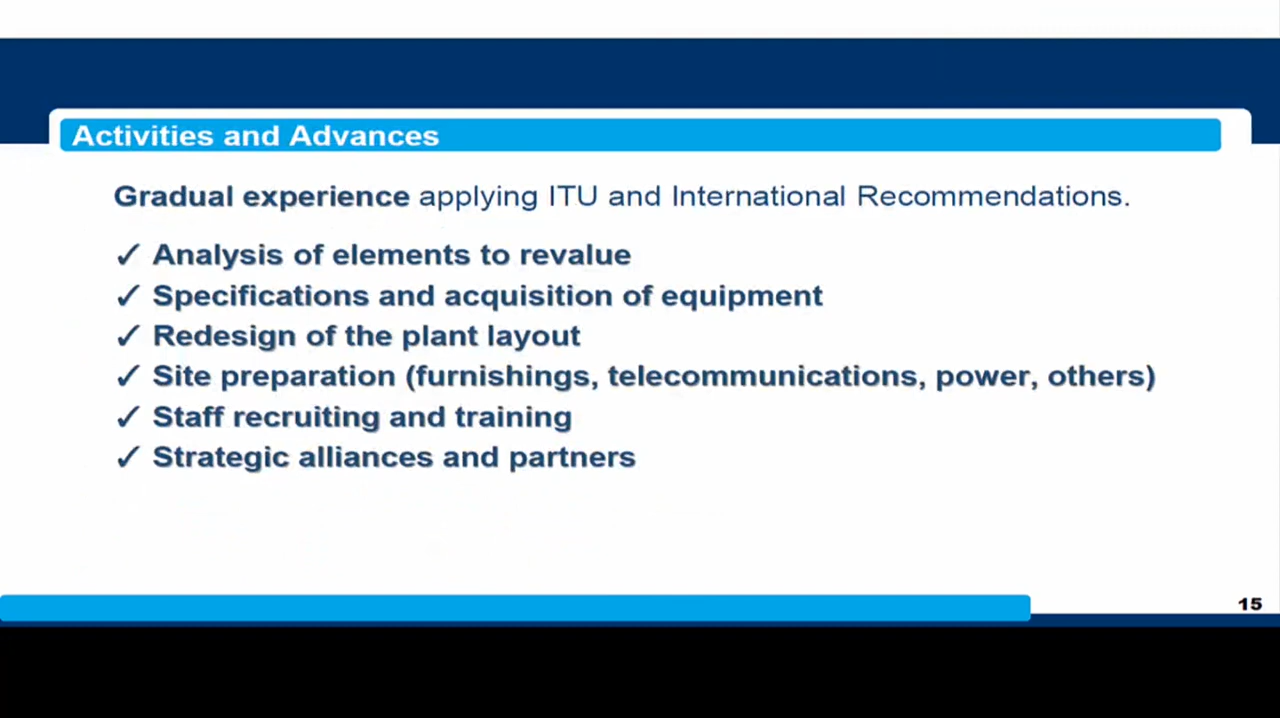 Activities and Advances
Gradual experience applying ITU and International Recommendations.
✓ Analysis of elements to revalue
✓ Specifications and acquisition of equipment
✓ Redesign of the plant layout
✓ Site preparation (furnishings, telecommunications, power, others)
✓ Staff recruiting and training
✓ Strategic alliances and partners
15